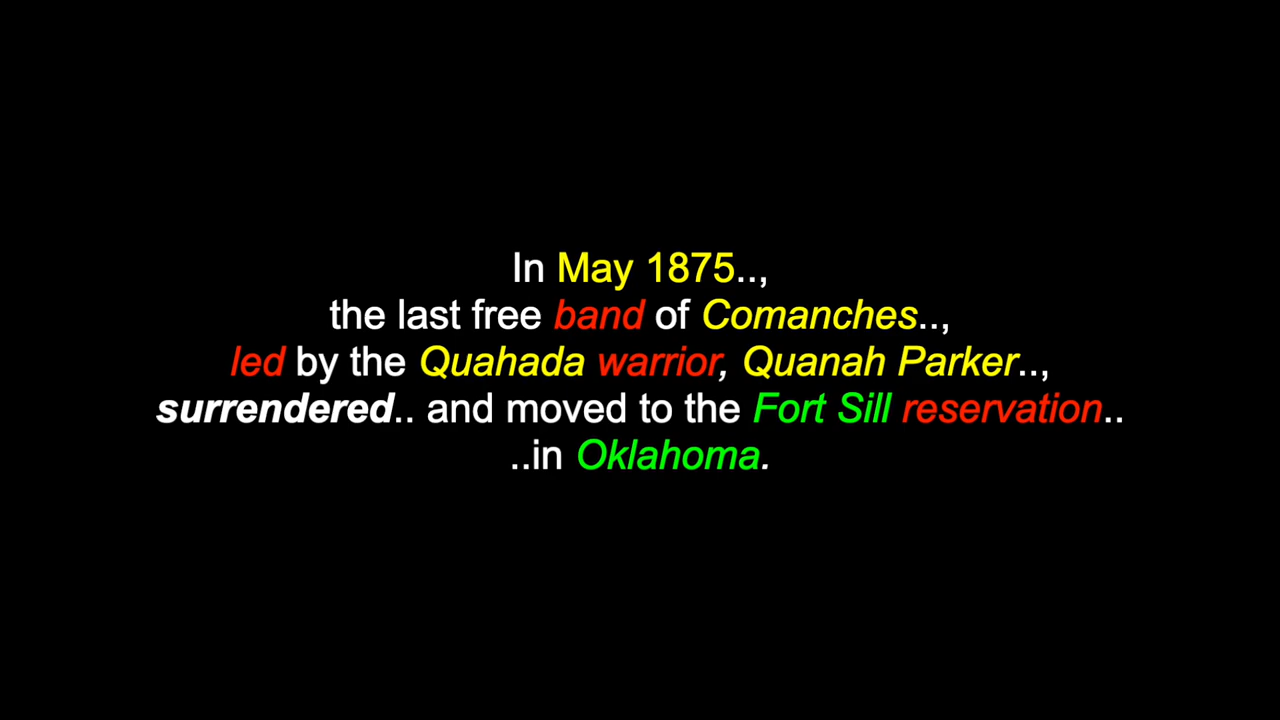 In May 1875..,
the last free band of Comanches..,
led by the Quahada warrior, Quanah Parker..,
surrendered.. and moved to the Fort Sill reservation..
..in Oklahoma.